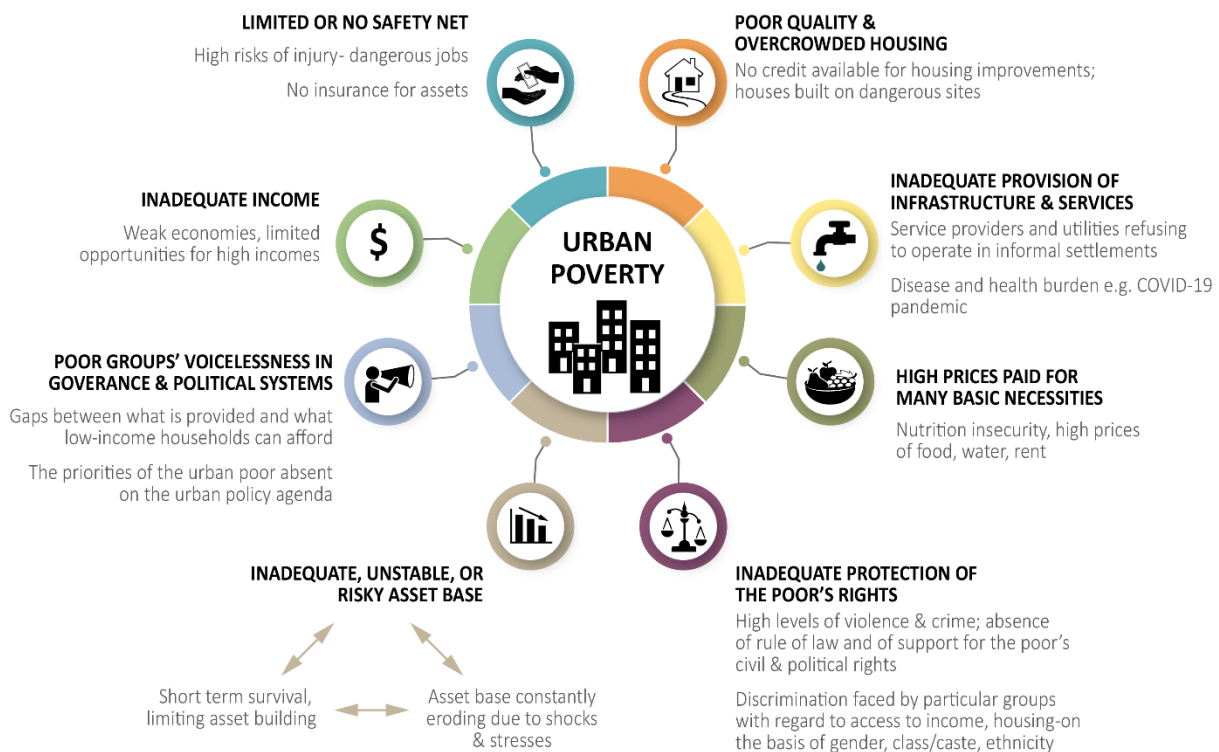 LIMITED OR NO SAFETY NET
High risks of injury- dangerous jobs
No insurance for assets
POOR QUALITY &
OVERCROWDED HOUSING
No credit available for housing improvements;
houses built on dangerous sites
INADEQUATE INCOME
Weak economies, limited
opportunities for high incomes
$
URBAN
POVERTY
INADEQUATE PROVISION OF
INFRASTRUCTURE & SERVICES
Service providers and utilities refusing
to operate in informal settlements
Disease and health burden e.g. COVID-19
pandemic
POOR GROUPS' VOICELESSNESS IN
GOVERANCE & POLITICAL SYSTEMS
Gaps between what is provided and what
low-income households can afford
The priorities of the urban poor absent
on the urban policy agenda
HIGH PRICES PAID FOR
MANY BASIC NECESSITIES
Nutrition insecurity, high prices
of food, water, rent
INADEQUATE, UNSTABLE, OR
RISKY ASSET BASE
Short term survival,
limiting asset building
Asset base constantly
eroding due to shocks
& stresses
INADEQUATE PROTECTION OF
THE POOR'S RIGHTS
High levels of violence & crime; absence
of rule of law and of support for the poor's
civil & political rights
Discrimination faced by particular groups
with regard to access to income, housing-on
the basis of gender, class/caste, ethnicity